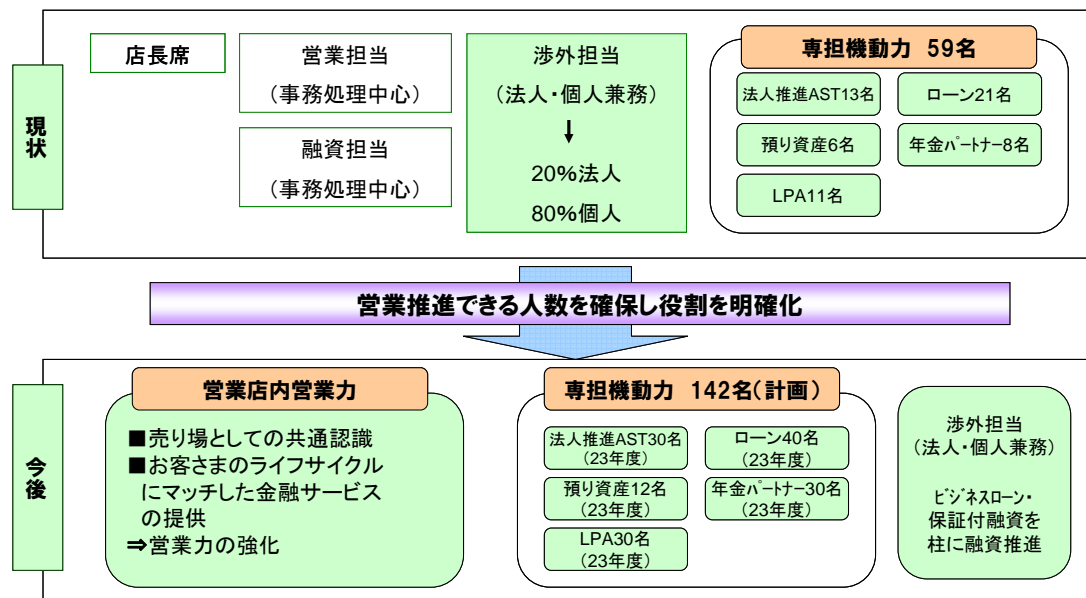 現状
店長席
営業担当
(事務処理中心)
融資担当
(事務処理中心)
渉外担当
(法人・個人兼務)
↓
20%法人
80%個人
専担機動力 59名
法人推進AST13名
ローン21名
預り資産6名
年金ﾊﾟｰトナー8名
LPA11名
営業推進できる人数を確保し役割を明確化
今後
営業店内営業力
■売り場としての共通認識
■お客さまのライフサイクル
にマッチした金融サービス
の提供
⇒営業力の強化
専担機動力 142名(計画)
法人推進AST30名
(23年度)
ローン40名
(23年度)
預り資産12名
(23年度)
年金ﾊﾟｰトナー30名
(23年度)
LPA30名
(23年度)
渉外担当
(法人・個人兼務)
ﾋﾞｼﾞﾈｽローン・
保証付融資を
柱に融資推進